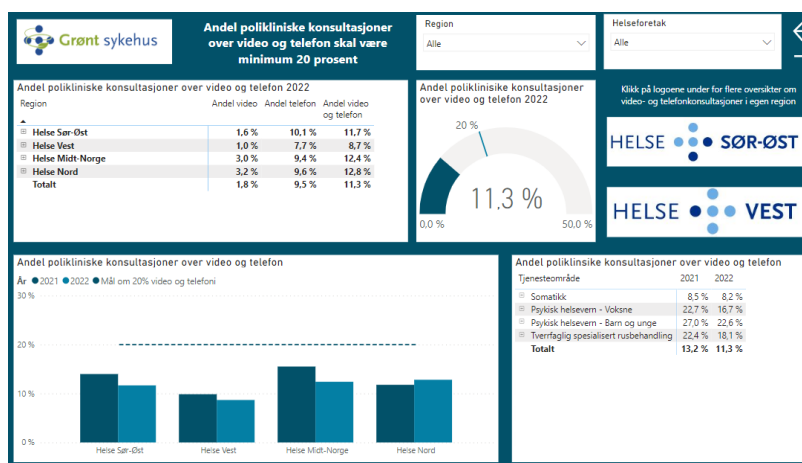 Grønt sykehus
Andel polikliniske konsultasjoner
over video og telefon skal være
minimum 20 prosent
Region
Alle
Helseforetak
Alle
Andel polikliniske konsultasjoner over video og telefon 2022
Region Andel video Andel telefon Andel video
og telefon
Helse Sør-Øst 1,6 % 10,1 % 11,7 %
Helse Vest 1,0 % 7,7 % 8,7 %
Helse Midt-Norge 3,0 % 9,4 % 12,4 %
Helse Nord 3,2 % 9,6 % 12,8 %
Totalt 1,8 % 9,5 % 11,3 %
Andel polikliniske konsultasjoner
over video og telefon 2022
20 %
11,3 %
0,0 % 50,0 %
Klikk på logoene under for flere oversikter om
video- og telefonkonsultasjoner i egen region
HELSE SØR-ØST
HELSE VEST
Andel poliklinsike konsultasjoner over video og telefon
År 2021 2022 Mål om 20% video og telefoni
30 %
20 %
10 %
0 %
Helse Sør-Øst Helse Vest Helse Midt-Norge Helse Nord
Andel poliklinsike konsultasjoner over video og telefon
Tjenesteområde 2021 2022
Somatikk 8,5 % 8,2 %
Psykisk helsevern - Voksne 22,7 % 16,7 %
Psykisk helsevern - Barn og unge 27,0 % 22,6 %
Tverrfaglig spesialisert rusbehandling 22,4 % 18,1 %
Totalt 13,2 % 11,3 %